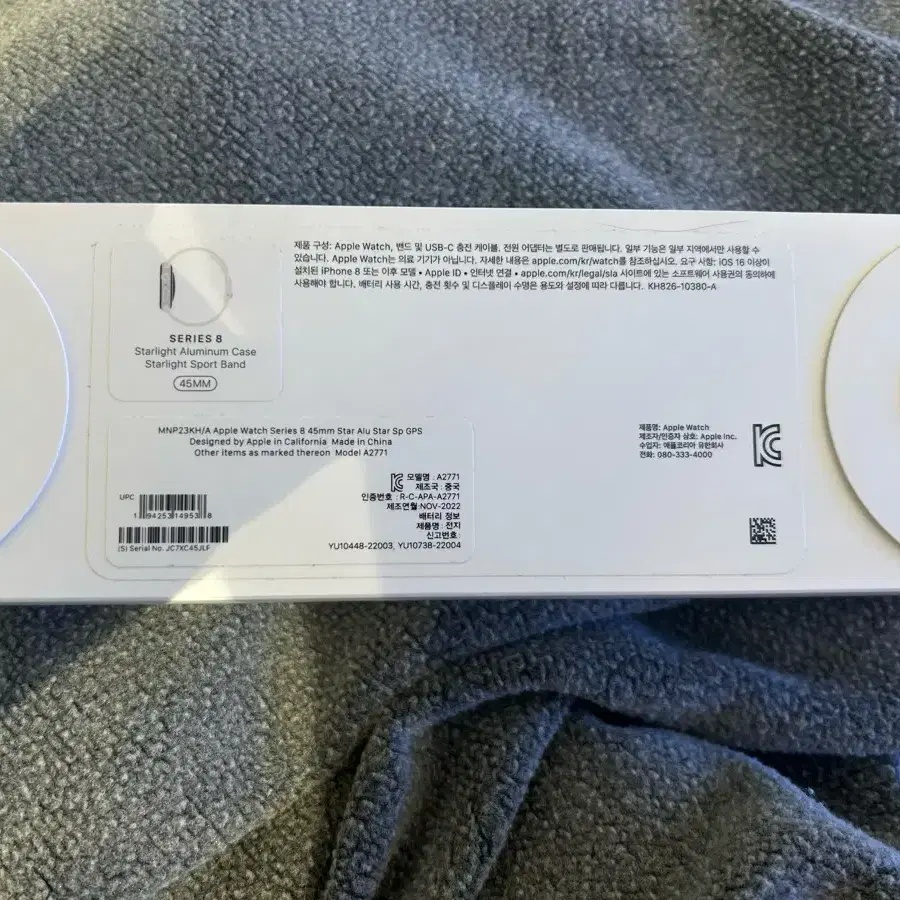 제품 구성: Apple Watch, 밴드 및 USB-C 충전 케이블. 전원 어댑터는 별도로 판매됩니다. 일부 기능은 일부 지역에서만 사용할 수
있습니다. Apple Watch는 의료 기기가 아닙니다. 자세한 내용은 apple.com/kr/watch를 참조하십시오. 요구 사항: iOS 16 이상이
설치된 iPhone 8 또는 이후 모델 • Apple ID • 인터넷 연결 • apple.com/kr/legal/sla 사이트에 있는 소프트웨어 사용권의 동의하에
사용해야 합니다. 배터리 사용 시간, 충전 횟수 및 디스플레이 수명은 용도와 설정에 따라 다릅니다. KH826-10380-A
SERIES 8
Starlight Aluminum Case
Starlight Sport Band
45MM
MNP23KH/A Apple Watch Series 8 45mm Star Alu Star Sp GPS
Designed by Apple in California Made in China
Other items as marked thereon Model A2771
모델명 : A2771
제조국 : 중국
인증번호 : R-C-APA-A2771
제조연월:NOV-2022
배터리 정보
제품명 : 전지
신고번호 :
YU10448-22003, YU10738-22004
UPC
1 94253 14953 8
(S) Serial No. JC7XC45JLF
제품명: Apple Watch
제조자/인증자 상호: Apple Inc.
수입자: 애플코리아 유한회사
전화: 080-333-4000